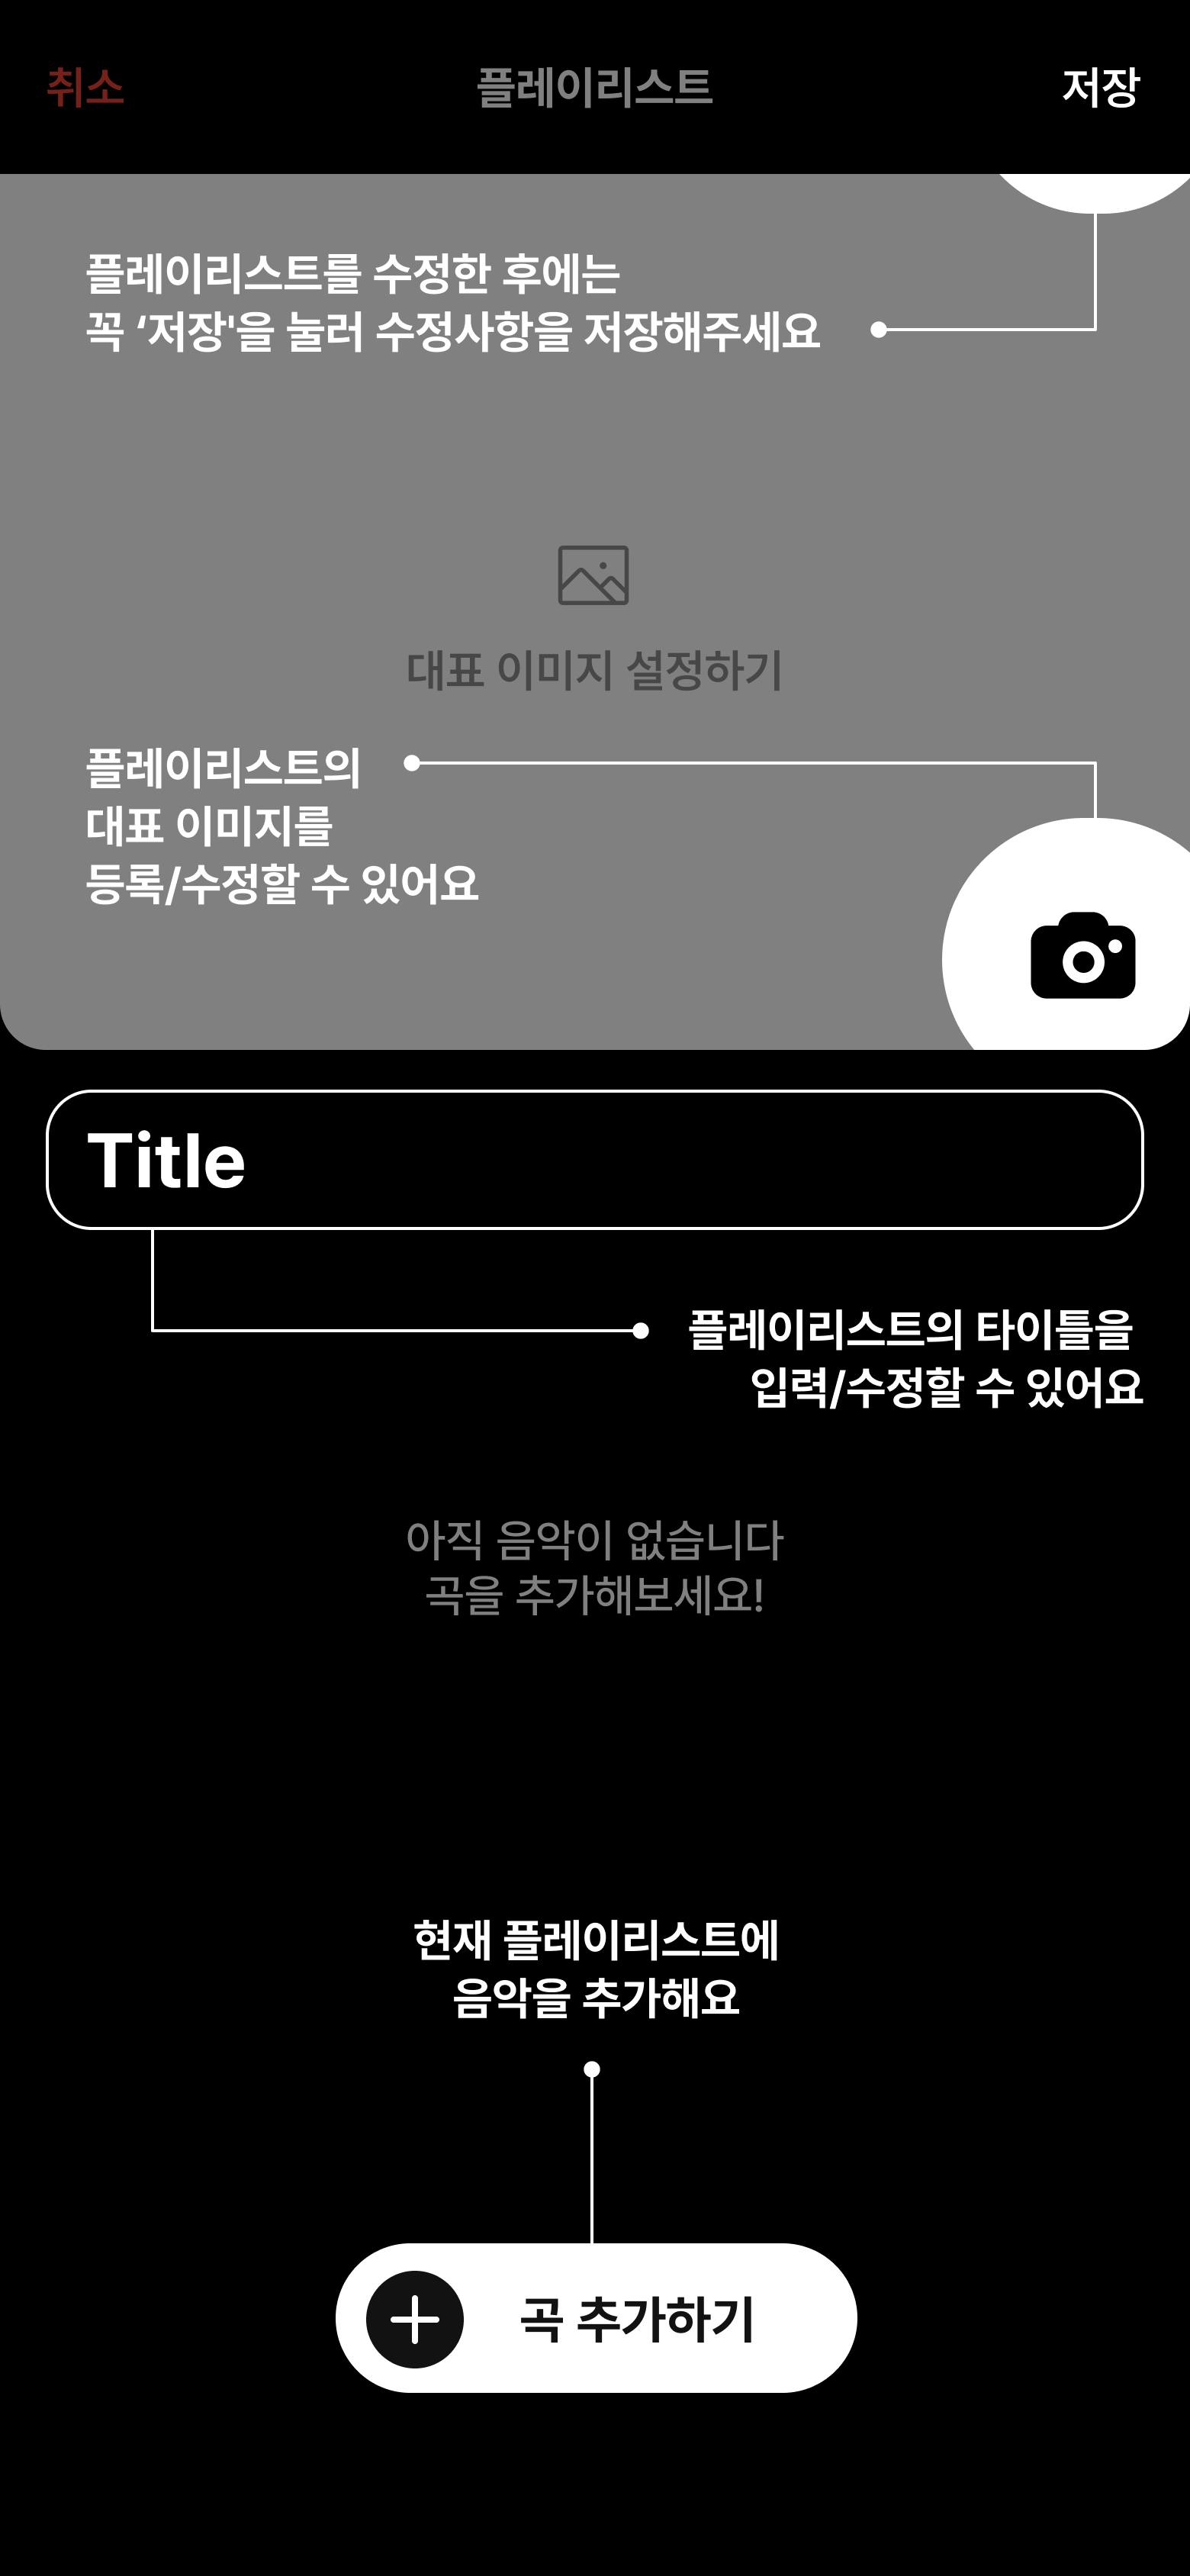 취소
플레이리스트
저장
플레이리스트를 수정한 후에는
꼭 ‘저장'을 눌러 수정사항을 저장해주세요
대표 이미지 설정하기
플레이리스트의
대표 이미지를
등록/수정할 수 있어요
Title
플레이리스트의 타이틀을
입력/수정할 수 있어요
아직 음악이 없습니다
곡을 추가해보세요!
현재 플레이리스트에
음악을 추가해요
곡 추가하기